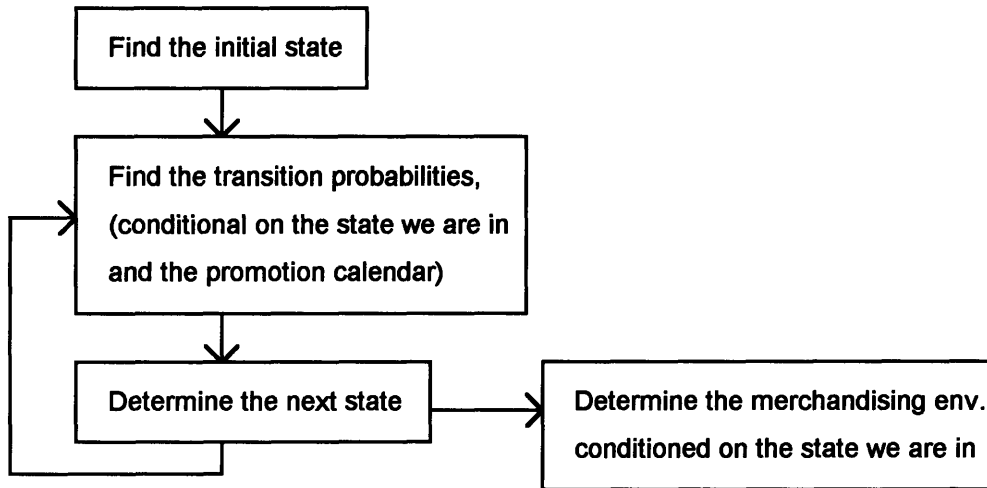 Find the initial state
Find the transition probabilities,
(conditional on the state we are in
and the promotion calendar)
Determine the next state
Determine the merchandising env.
conditioned on the state we are in